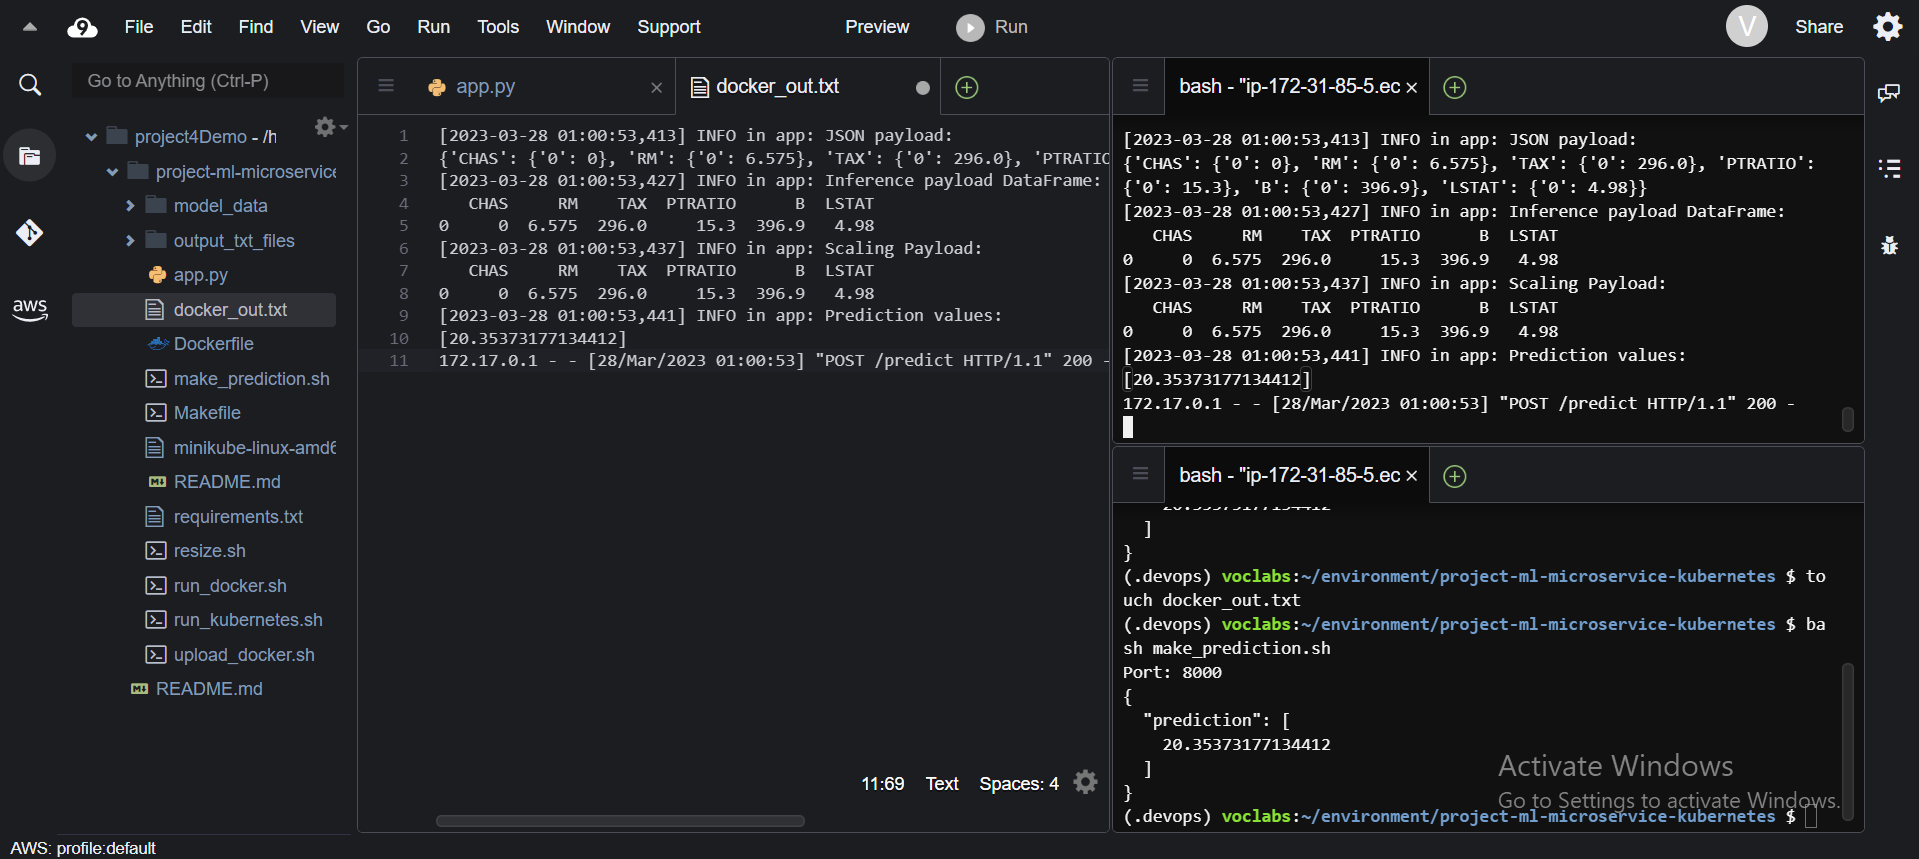 File Edit Find View Go Run Tools Window Support Preview Run V Share
Go to Anything (Ctrl-P)
project4Demo - /h
project-ml-microservice
model_data
output_txt_files
app.py
docker_out.txt
Dockerfile
make_prediction.sh
Makefile
minikube-linux-amd6
README.md
requirements.txt
resize.sh
run_docker.sh
run_kubernetes.sh
upload_docker.sh
README.md
aws
AWS: profile:default
app.py
docker_out.txt
1 [2023-03-28 01:00:53,413] INFO in app: JSON payload:
2 {'CHAS': {'0': 0}, 'RM': {'0': 6.575}, 'TAX': {'0': 296.0}, 'PTRATIO
3 [2023-03-28 01:00:53,427] INFO in app: Inference payload DataFrame:
4 CHAS RM TAX PTRATIO B LSTAT
5 0 0 6.575 296.0 15.3 396.9 4.98
6 [2023-03-28 01:00:53,437] INFO in app: Scaling Payload:
7 CHAS RM TAX PTRATIO B LSTAT
8 0 0 6.575 296.0 15.3 396.9 4.98
9 [2023-03-28 01:00:53,441] INFO in app: Prediction values:
10 [20.35373177134412]
11 172.17.0.1 - - [28/Mar/2023 01:00:53] "POST /predict HTTP/1.1" 200 -
11:69 Text Spaces: 4
bash - "ip-172-31-85-5.ec
[2023-03-28 01:00:53,413] INFO in app: JSON payload:
{'CHAS': {'0': 0}, 'RM': {'0': 6.575}, 'TAX': {'0': 296.0}, 'PTRATIO':
{'0': 15.3}, 'B': {'0': 396.9}, 'LSTAT': {'0': 4.98}}
[2023-03-28 01:00:53,427] INFO in app: Inference payload DataFrame:
CHAS RM TAX PTRATIO B LSTAT
0 0 6.575 296.0 15.3 396.9 4.98
[2023-03-28 01:00:53,437] INFO in app: Scaling Payload:
CHAS RM TAX PTRATIO B LSTAT
0 0 6.575 296.0 15.3 396.9 4.98
[2023-03-28 01:00:53,441] INFO in app: Prediction values:
[20.35373177134412]
172.17.0.1 - - [28/Mar/2023 01:00:53] "POST /predict HTTP/1.1" 200 -
bash - "ip-172-31-85-5.ec
]
}
(.devops) voclabs:~/environment/project-ml-microservice-kubernetes $ to
uch docker_out.txt
(.devops) voclabs:~/environment/project-ml-microservice-kubernetes $ ba
sh make_prediction.sh
Port: 8000
{
"prediction": [
20.35373177134412
]
}
(.devops) voclabs:~/environment/project-ml-microservice-kubernetes $
Activate Windows
Go to Settings to activate Windows.